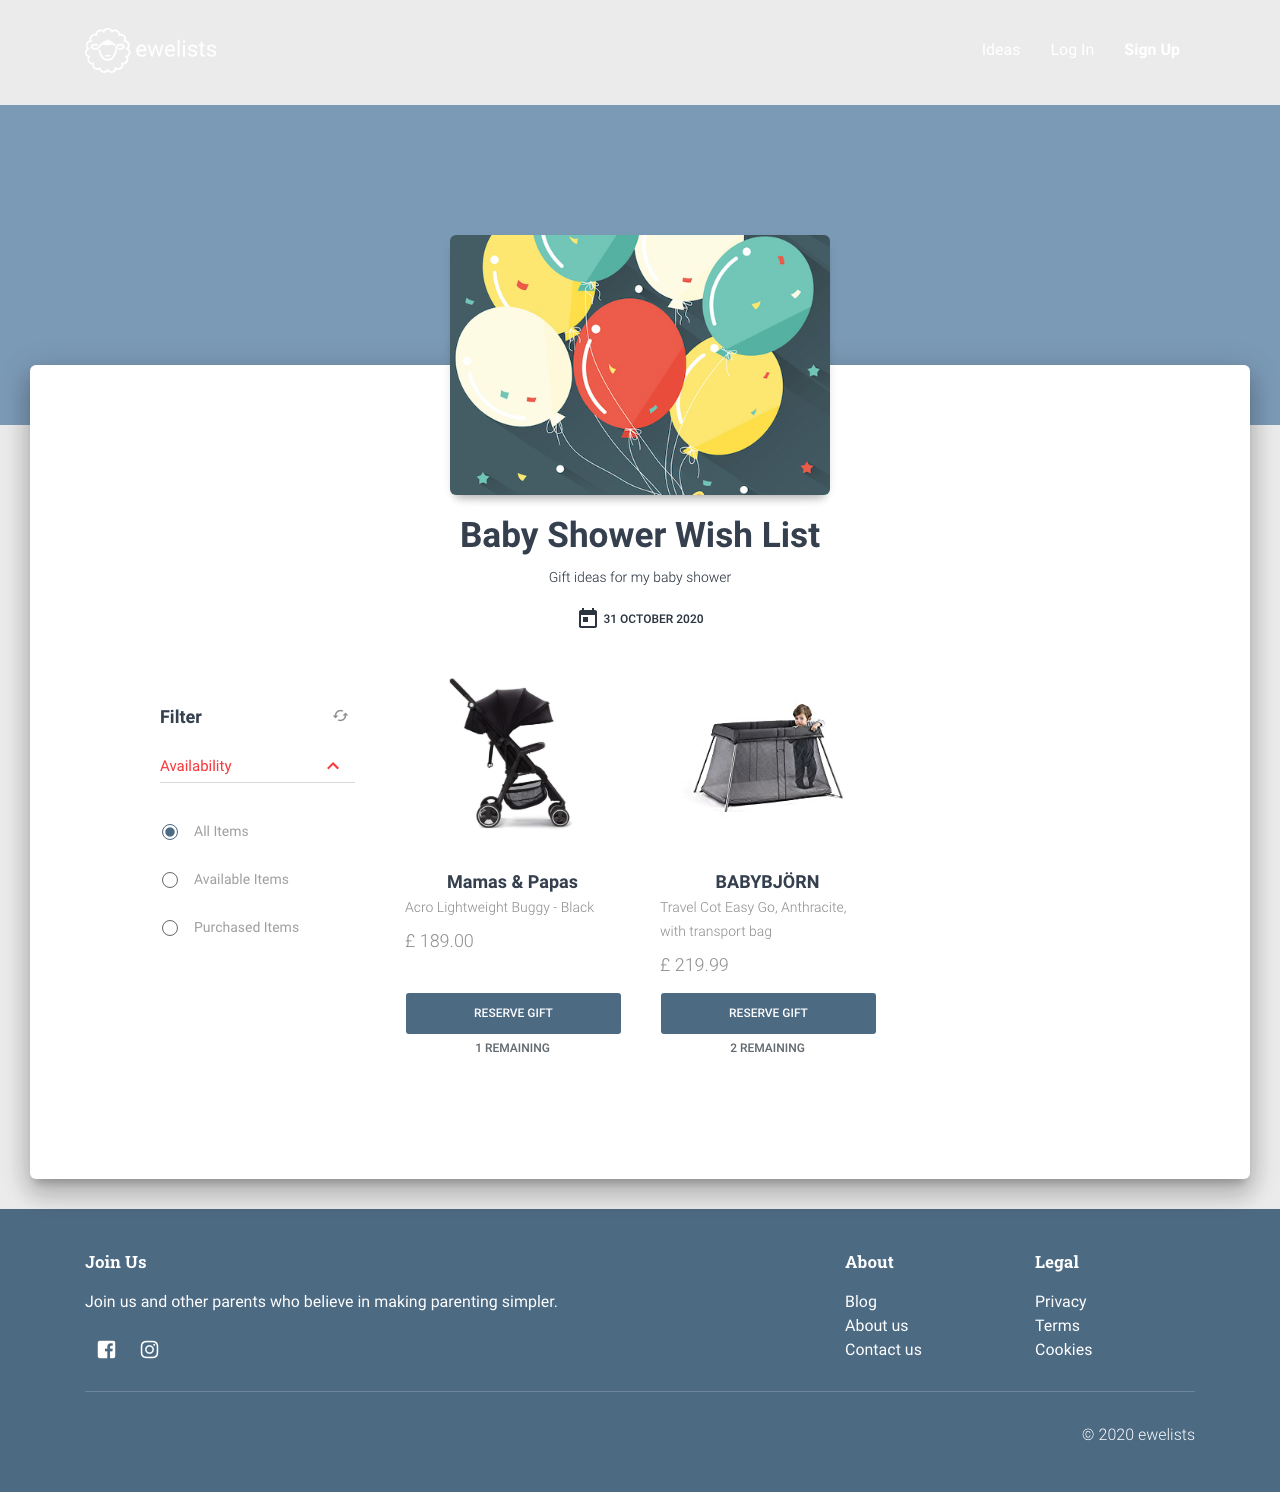 ewelists
Ideas
Log In
Sign Up
Baby Shower Wish List
Gift ideas for my baby shower
31 OCTOBER 2020
Filter
Availability
All Items
Available Items
Purchased Items
Mamas & Papas
Acro Lightweight Buggy - Black
£ 189.00
RESERVE GIFT
1 REMAINING
BABYBJÖRN
Travel Cot Easy Go, Anthracite,
with transport bag
£ 219.99
RESERVE GIFT
2 REMAINING
Join Us
Join us and other parents who believe in making parenting simpler.
About
Blog
About us
Contact us
Legal
Privacy
Terms
Cookies
© 2020 ewelists